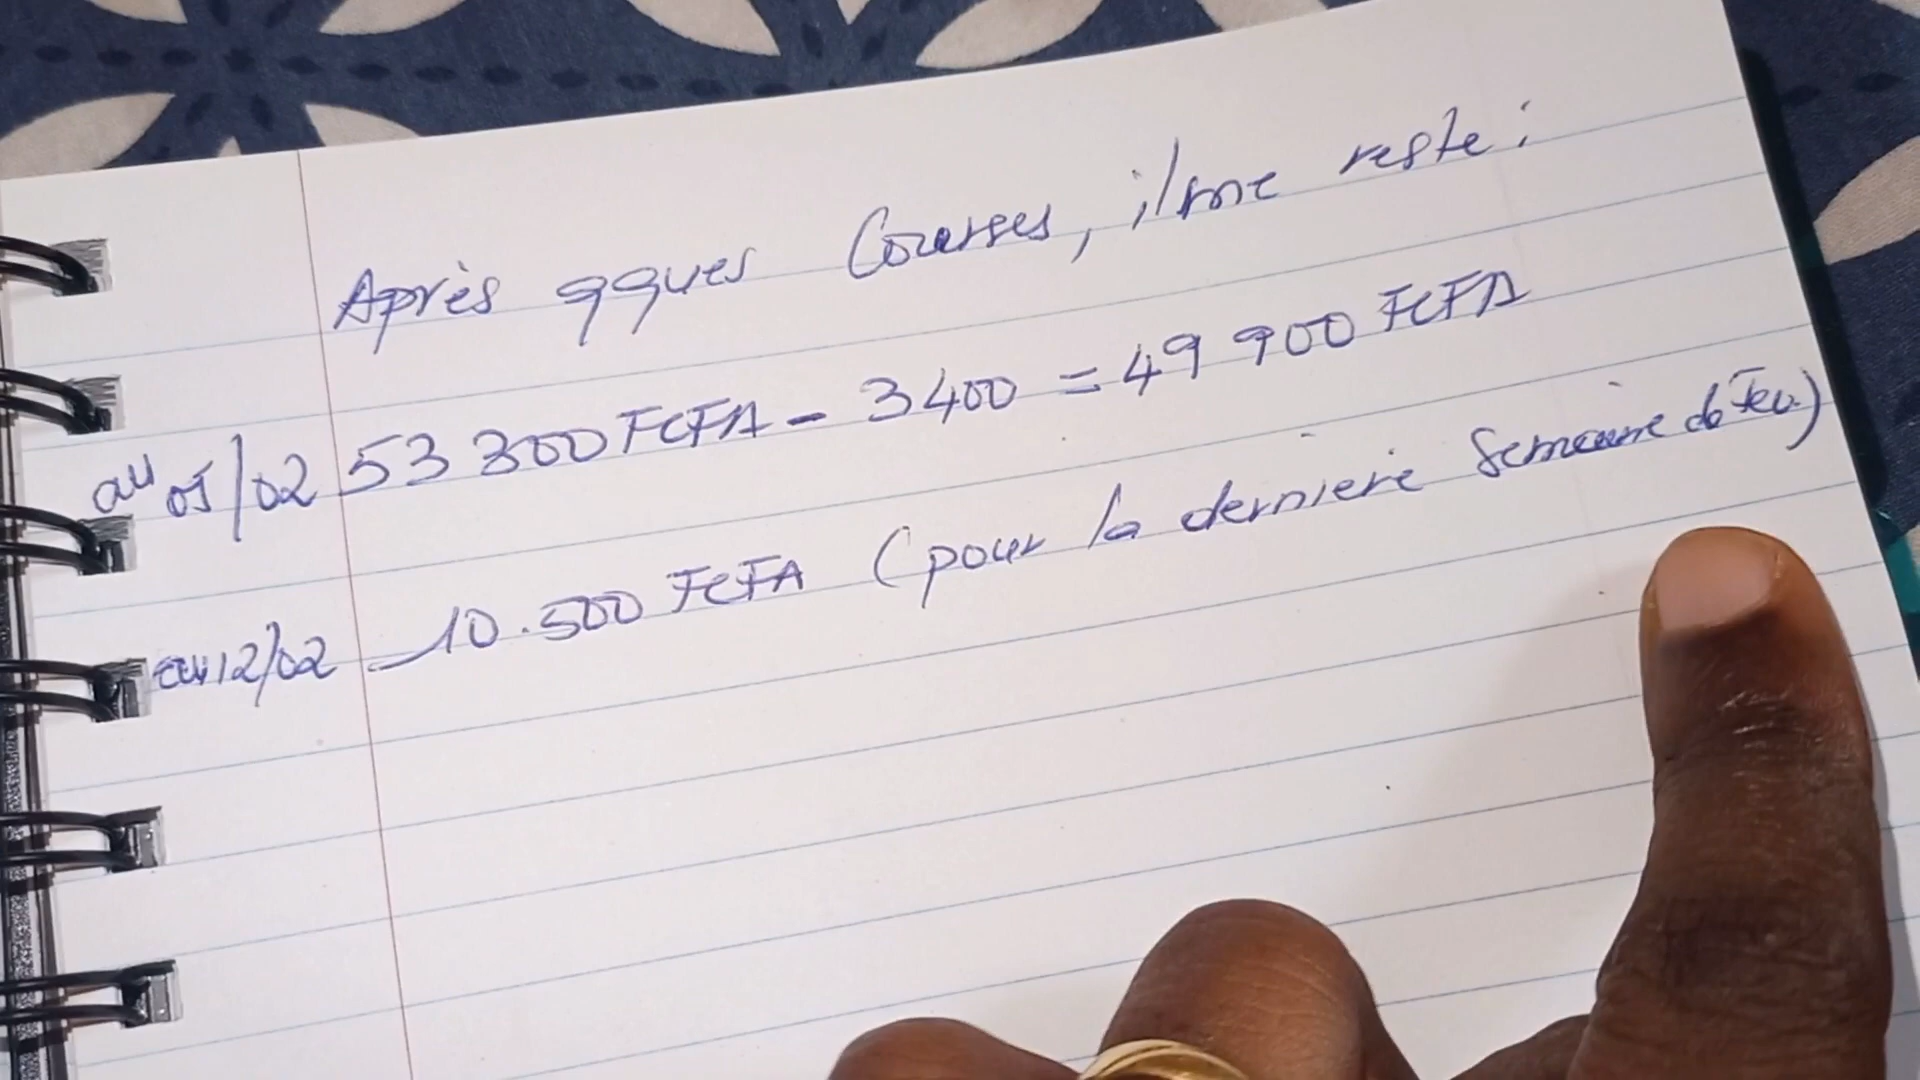 Après qques Courses, il me reste :
au 05/02 53 300 FCFA - 3400 = 49 900 FCFA
au 12/02 - 10.500 FCFA (pour la dernière Semaine de Fev.)